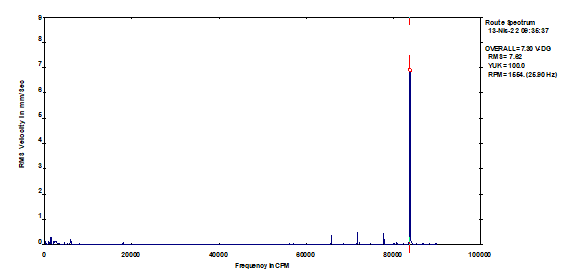 Route Spectrum
13-Nis-22 09:35:37
OVERALL= 7.30 V-DG
RMS= 7.62
YUK= 100.0
RPM= 1554. (25.90 Hz)
RMS Velocity in mm/Sec
9
8
7
6
5
4
3
2
1
0
0
20000
40000
60000
80000
100000
Frequency in CPM